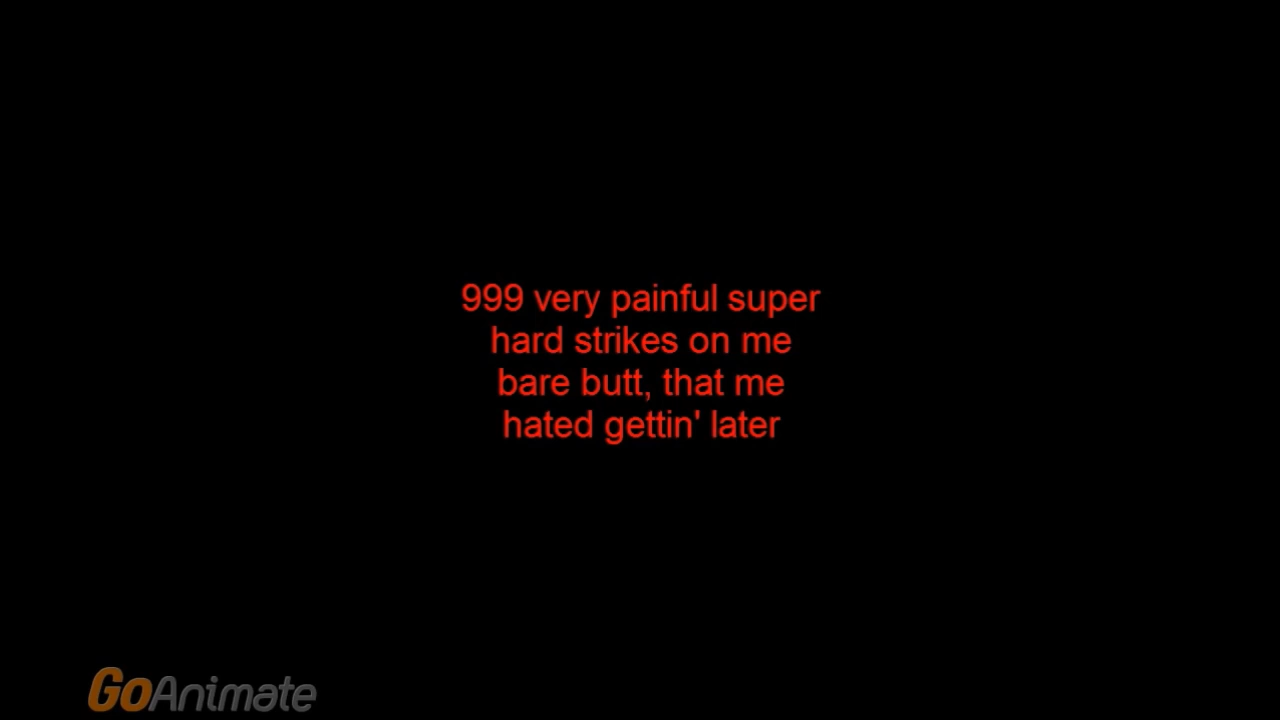 999 very painful super
hard strikes on me
bare butt, that me
hated gettin' later
GoAnimate